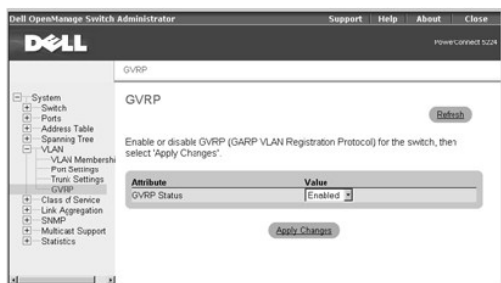 Dell OpenManage Switch Administrator Support Help About Close
DELL
PowerConnect 5224
GVRP
System
Switch
Ports
Address Table
Spanning Tree
VLAN
VLAN Membershi
Port Settings
Trunk Settings
GVRP
Class of Service
Link Aggregation
SNMP
Multicast Support
Statistics
GVRP
Refresh
Enable or disable GVRP (GARP VLAN Registration Protocol) for the switch, then
select 'Apply Changes'.
Attribute Value
GVRP Status Enabled
Apply Changes